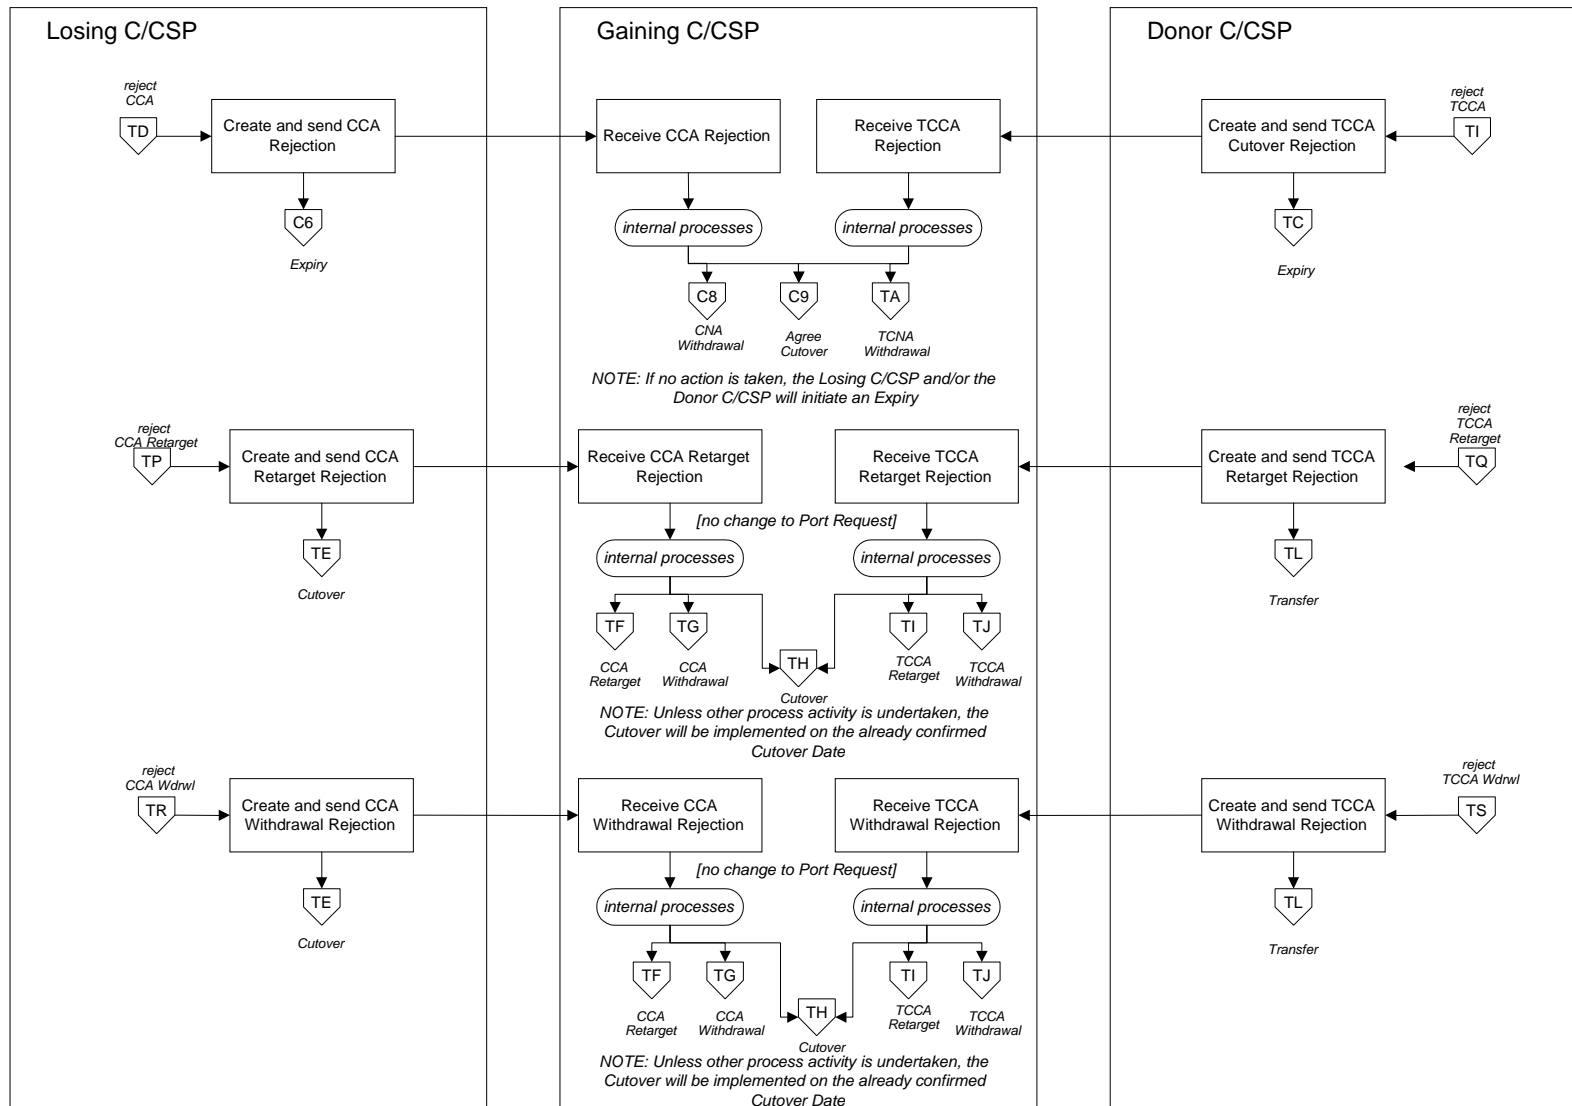 Losing C/CSP
Gaining C/CSP
Donor C/CSP
reject
CCA
TD
Create and send CCA
Rejection
Receive CCA Rejection
Receive TCCA
Rejection
Create and send TCCA
Cutover Rejection
reject
TCCA
TI
C6
Expiry
internal processes
internal processes
TC
Expiry
C8
CNA
Withdrawal
C9
Agree
Cutover
TA
TCNA
Withdrawal
NOTE: If no action is taken, the Losing C/CSP and/or the
Donor C/CSP will initiate an Expiry
reject
CCA Retarget
TP
Create and send CCA
Retarget Rejection
Receive CCA Retarget
Rejection
Receive TCCA
Retarget Rejection
Create and send TCCA
Retarget Rejection
reject
TCCA
Retarget
TQ
[no change to Port Request]
TE
Cutover
internal processes
internal processes
TL
Transfer
TF
CCA
Retarget
TG
CCA
Withdrawal
TH
Cutover
TI
TCCA
Retarget
TJ
TCCA
Withdrawal
NOTE: Unless other process activity is undertaken, the
Cutover will be implemented on the already confirmed
Cutover Date
reject
CCA Wdrwl
TR
Create and send CCA
Withdrawal Rejection
Receive CCA
Withdrawal Rejection
Receive TCCA
Withdrawal Rejection
Create and send TCCA
Withdrawal Rejection
reject
TCCA Wdrwl
TS
[no change to Port Request]
TE
Cutover
internal processes
internal processes
TL
Transfer
TF
CCA
Retarget
TG
CCA
Withdrawal
TH
Cutover
TI
TCCA
Retarget
TJ
TCCA
Withdrawal
NOTE: Unless other process activity is undertaken, the
Cutover will be implemented on the already confirmed
Cutover Date